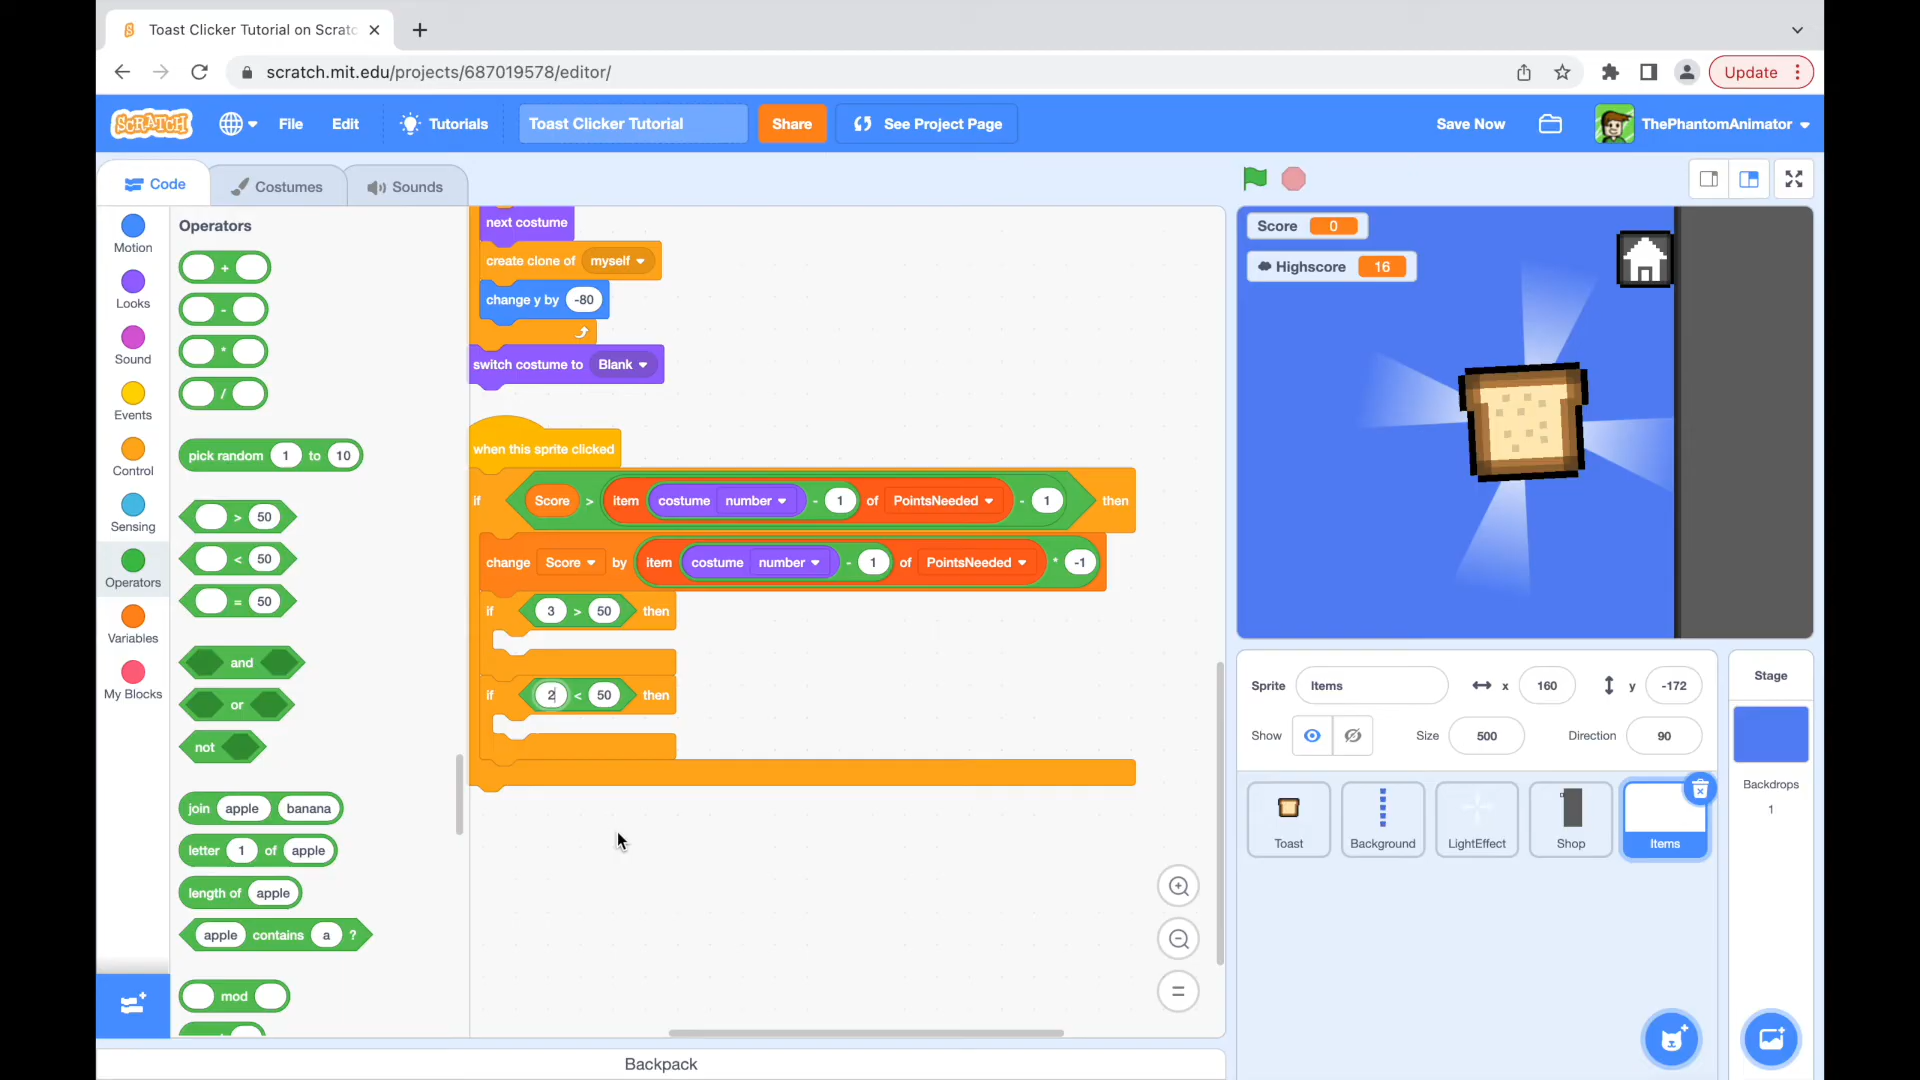 Toast Clicker Tutorial on Scratc
scratch.mit.edu/projects/687019578/editor/
Update
SCRATCH
File
Edit
Tutorials
Toast Clicker Tutorial
Share
See Project Page
Save Now
ThePhantomAnimator
Code
Costumes
Sounds
Motion
Looks
Sound
Events
Control
Sensing
Operators
Variables
My Blocks
Operators
+
-
*
/
pick random 1 to 10
> 50
< 50
= 50
and
or
not
join apple banana
letter 1 of apple
length of apple
apple contains a ?
mod
next costume
create clone of myself
change y by -80
switch costume to Blank
when this sprite clicked
if Score > item costume number - 1 of PointsNeeded - 1 then
change Score by item costume number - 1 of PointsNeeded * -1
if 3 > 50 then
if 2 < 50 then
Backpack
Score 0
Highscore 16
Sprite Items x 160 y -172
Show Size 500 Direction 90
Toast
Background
LightEffect
Shop
Items
Stage
Backdrops
1